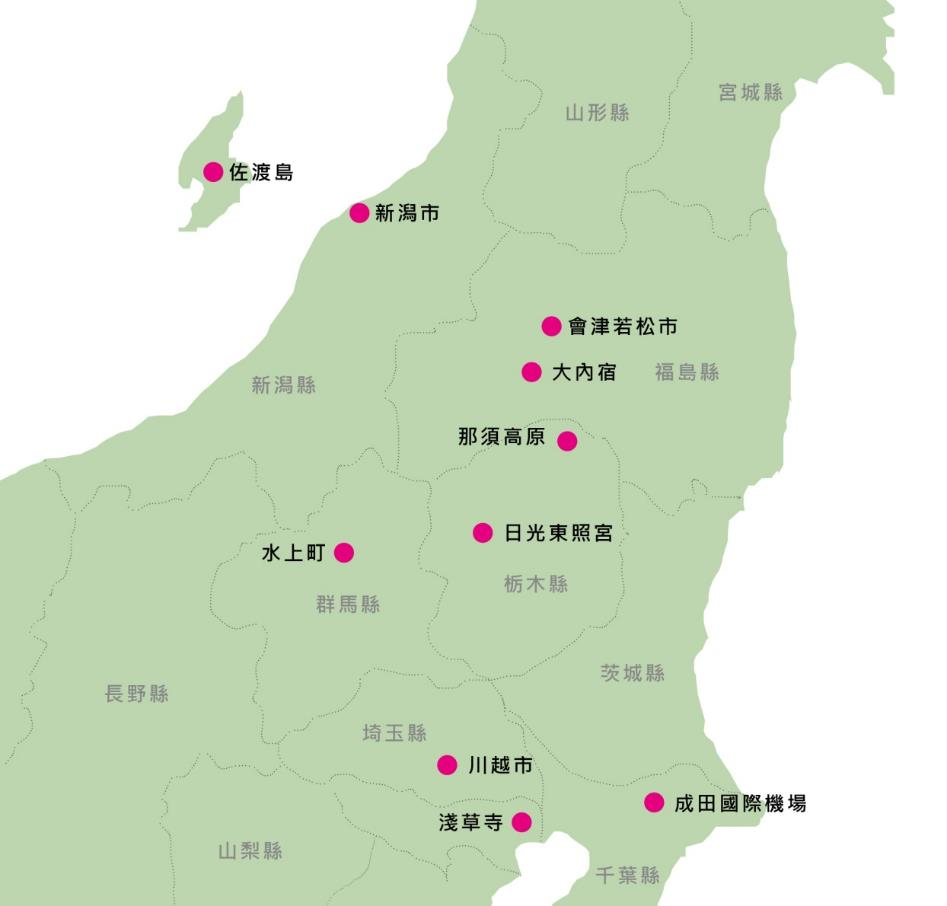 宮城縣
山形縣
佐渡島
新潟市
會津若松市
大內宿
福島縣
新潟縣
那須高原
日光東照宮
水上町
栃木縣
群馬縣
茨城縣
長野縣
埼玉縣
川越市
成田國際機場
淺草寺
山梨縣
千葉縣